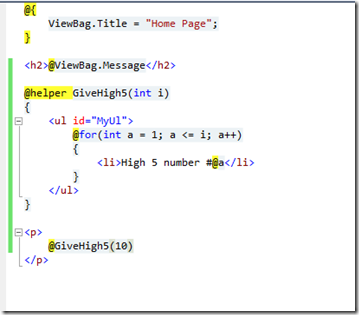 @{
    ViewBag.Title = "Home Page";
}
<h2>@ViewBag.Message</h2>
@helper GiveHigh5(int i)
{
    <ul id="MyUl">
        @for(int a = 1; a <= i; a++)
        {
            <li>High 5 number #@a</li>
        }
    </ul>
}
<p>
    @GiveHigh5(10)
</p>